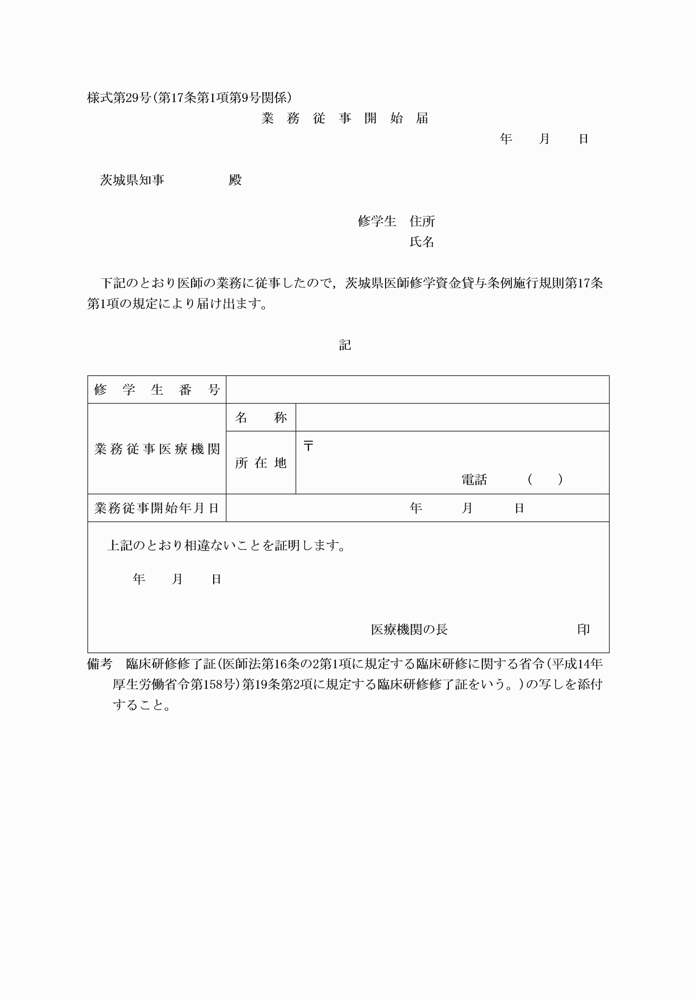 様式第29号(第17条第1項第9号関係)
業　務　従　事　開　始　届
年　　月　　日
茨城県知事　　　　　殿
修学生　住所
氏名
下記のとおり医師の業務に従事したので，茨城県医師修学資金貸与条例施行規則第17条
第1項の規定により届け出ます。
記
修　学　生　番　号
名　　称
業務従事医療機関
〒
所在地
電話　　　(　　)
業務従事開始年月日　　年　　　月　　　日
上記のとおり相違ないことを証明します。
年　　月　　日
医療機関の長　　　　　　　　　　印
備考　臨床研修修了証(医師法第16条の2第1項に規定する臨床研修に関する省令(平成14年
厚生労働省令第158号)第19条第2項に規定する臨床研修修了証をいう。)の写しを添付
すること。